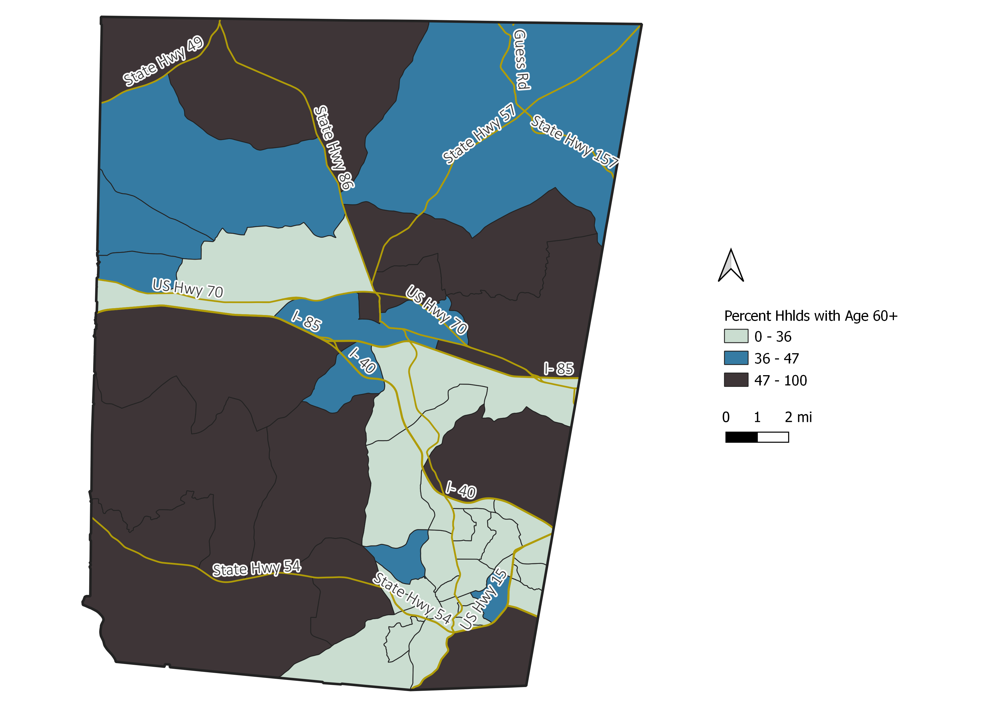 State Hwy 49
Guess Rd
State Hwy 57
State Hwy 157
State Hwy 86
US Hwy 70
US Hwy 70
I- 85
I- 40
I- 85
I- 40
State Hwy 54
State Hwy 54
US Hwy 15
Percent Hhlds with Age 60+
0 - 36
36 - 47
47 - 100
0 1 2 mi